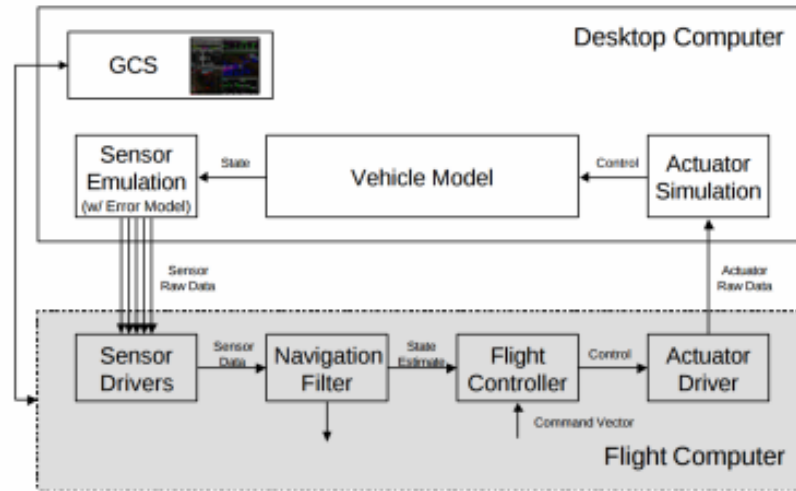 Desktop Computer
GCS
Sensor
Emulation
(w/ Error Model)
State
Vehicle Model
Control
Actuator
Simulation
Sensor
Raw Data
Actuator
Raw Data
Sensor
Drivers
Sensor
Data
Navigation
Filter
State
Estimate
Flight
Controller
Control
Actuator
Driver
Command Vector
Flight Computer